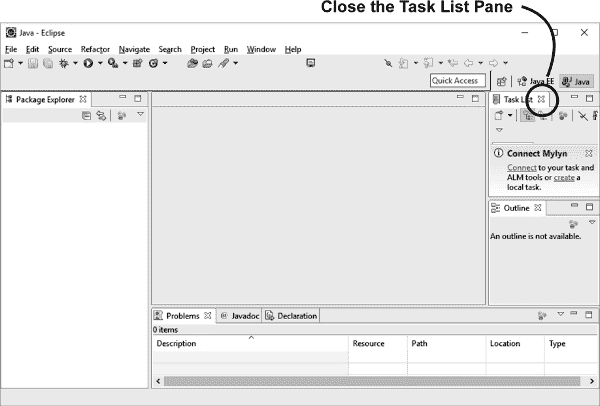 Close the Task List Pane
Java - Eclipse
File Edit Source Refactor Navigate Search Project Run Window Help
Quick Access
Java EE
Java
Package Explorer
Task List
Connect Mylyn
Connect to your task and
ALM tools or create a
local task.
Outline
An outline is not available.
Problems @ Javadoc Declaration
0 items
Description Resource Path Location Type